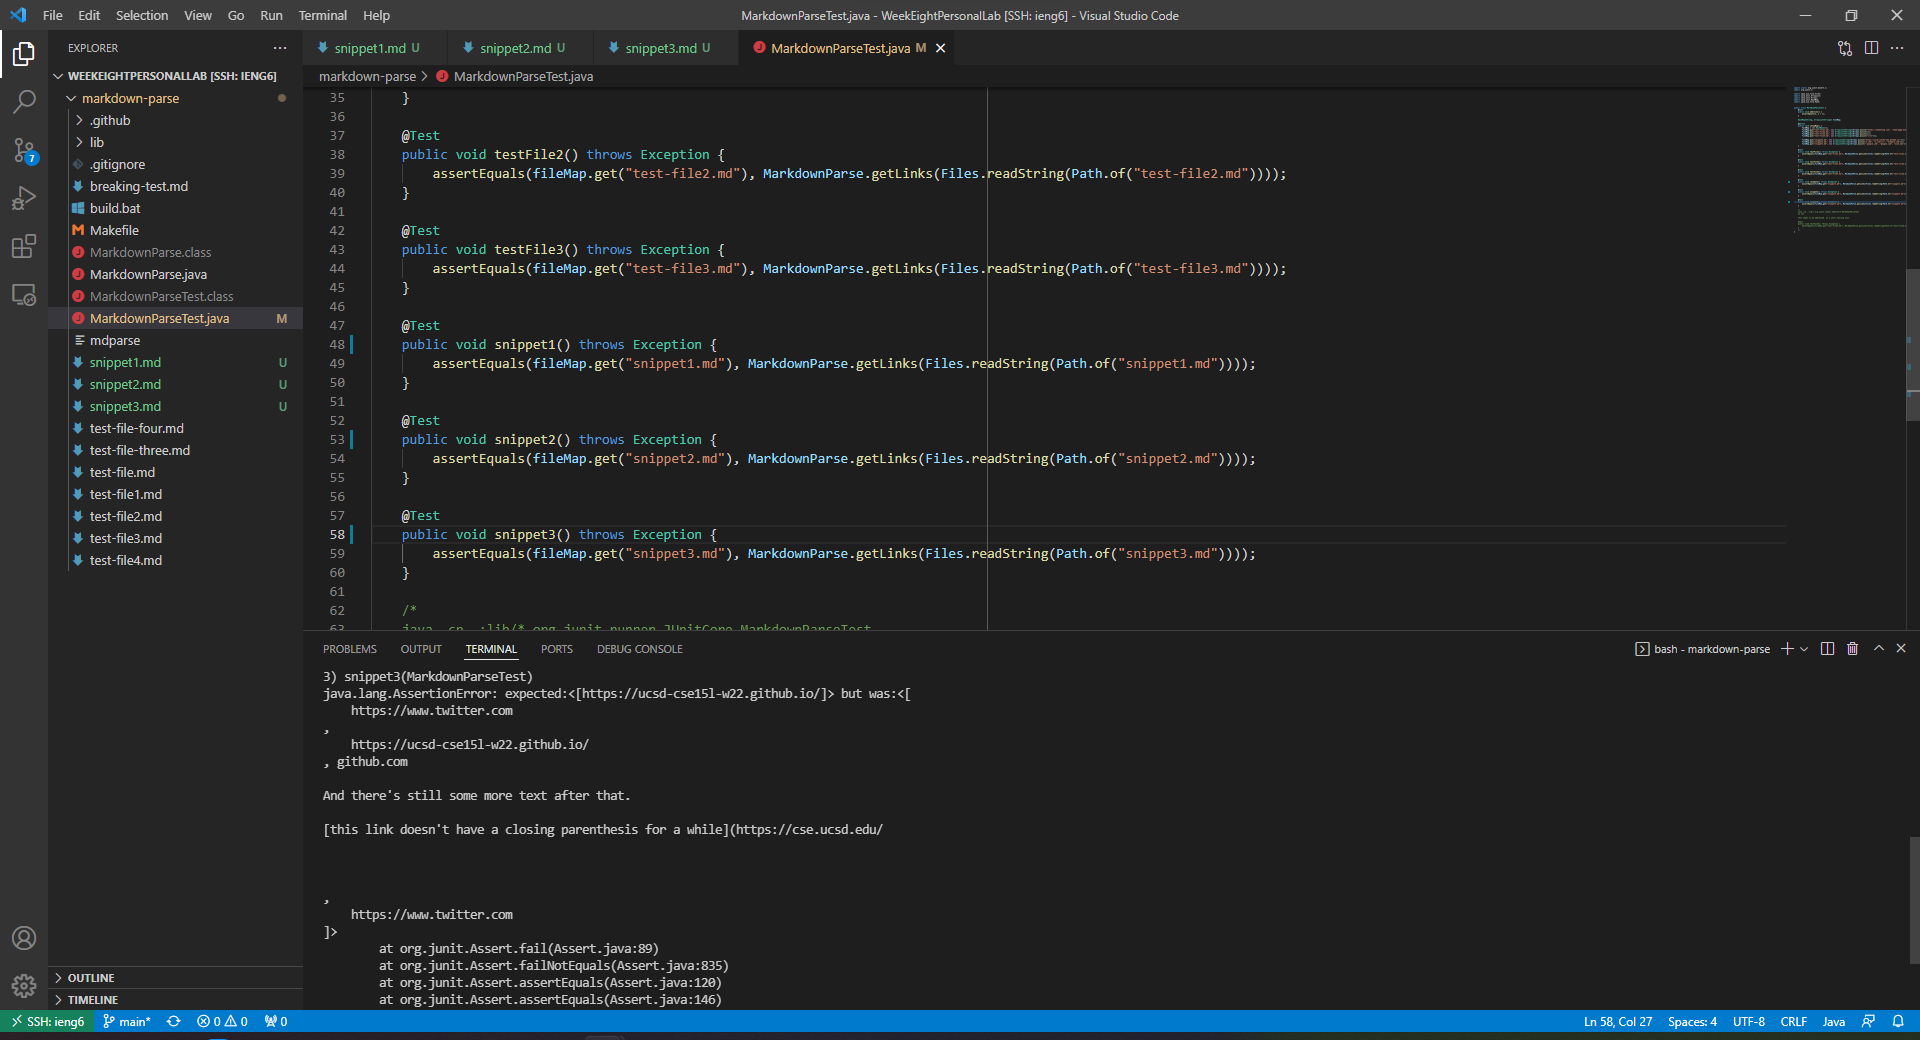 File Edit Selection View Go Run Terminal Help
MarkdownParseTest.java - WeekEightPersonalLab [SSH: ieng6] - Visual Studio Code
EXPLORER
WEEKEIGHTPERSONALLAB [SSH: IENG6]
markdown-parse
.github
lib
.gitignore
breaking-test.md
build.bat
Makefile
MarkdownParse.class
MarkdownParse.java
MarkdownParseTest.class
MarkdownParseTest.java M
mdparse
snippet1.md U
snippet2.md U
snippet3.md U
test-file-four.md
test-file-three.md
test-file.md
test-file1.md
test-file2.md
test-file3.md
test-file4.md
OUTLINE
TIMELINE
7
snippet1.md U snippet2.md U snippet3.md U MarkdownParseTest.java M
markdown-parse > MarkdownParseTest.java
35 }
36
37 @Test
38 public void testFile2() throws Exception {
39 assertEquals(fileMap.get("test-file2.md"), MarkdownParse.getLinks(Files.readString(Path.of("test-file2.md"))));
40 }
41
42 @Test
43 public void testFile3() throws Exception {
44 assertEquals(fileMap.get("test-file3.md"), MarkdownParse.getLinks(Files.readString(Path.of("test-file3.md"))));
45 }
46
47 @Test
48 public void snippet1() throws Exception {
49 assertEquals(fileMap.get("snippet1.md"), MarkdownParse.getLinks(Files.readString(Path.of("snippet1.md"))));
50 }
51
52 @Test
53 public void snippet2() throws Exception {
54 assertEquals(fileMap.get("snippet2.md"), MarkdownParse.getLinks(Files.readString(Path.of("snippet2.md"))));
55 }
56
57 @Test
58 public void snippet3() throws Exception {
59 assertEquals(fileMap.get("snippet3.md"), MarkdownParse.getLinks(Files.readString(Path.of("snippet3.md"))));
60 }
61
62 /*
63 java -cp .:lib/* org.junit.runner.JUnitCore MarkdownParseTest
PROBLEMS OUTPUT TERMINAL PORTS DEBUG CONSOLE
bash - markdown-parse
3) snippet3(MarkdownParseTest)
java.lang.AssertionError: expected:<[https://ucsd-cse15l-w22.github.io/]> but was:<[
https://www.twitter.com
,
https://ucsd-cse15l-w22.github.io/
, github.com
And there's still some more text after that.
[this link doesn't have a closing parenthesis for a while](https://cse.ucsd.edu/
,
https://www.twitter.com
]>
at org.junit.Assert.fail(Assert.java:89)
at org.junit.Assert.failNotEquals(Assert.java:835)
at org.junit.Assert.assertEquals(Assert.java:120)
at org.junit.Assert.assertEquals(Assert.java:146)
SSH: ieng6 main* 0 0 0
Ln 58, Col 27 Spaces: 4 UTF-8 CRLF Java